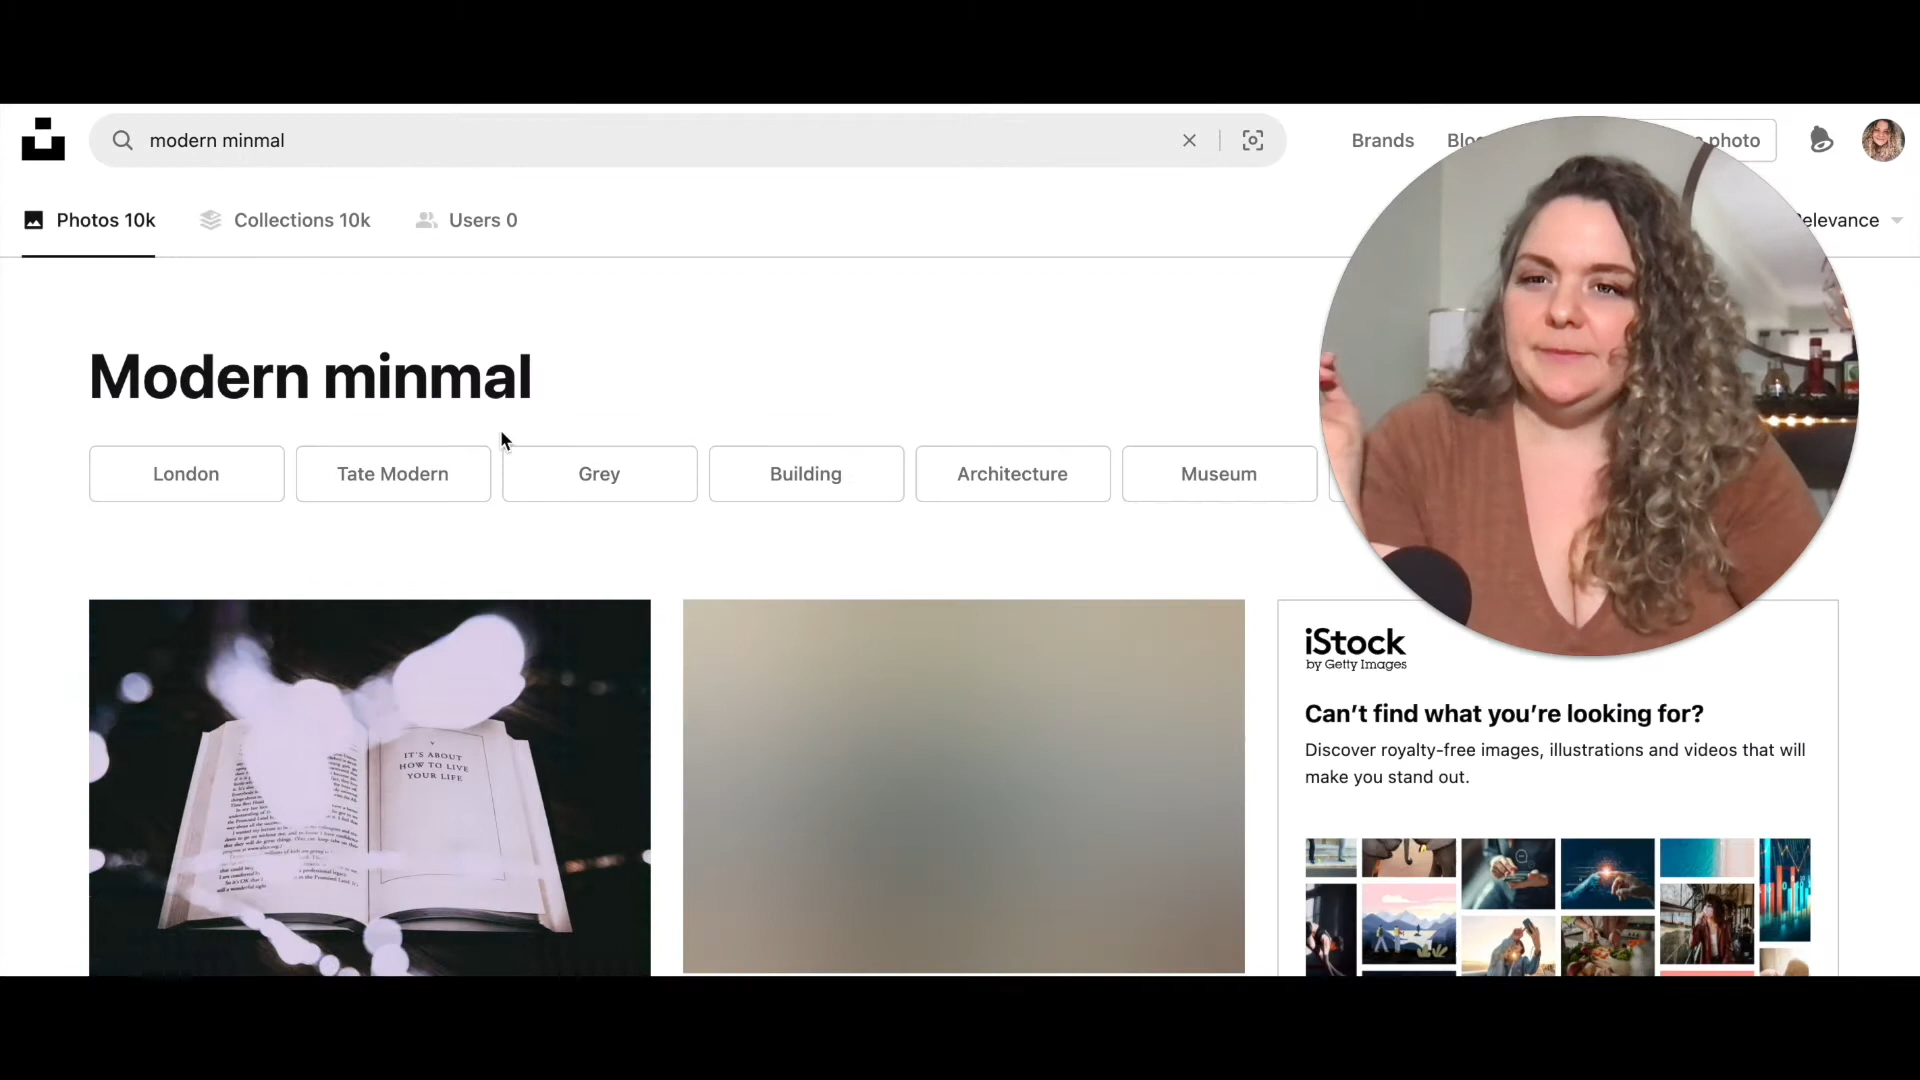 modern minmal
Brands
photo
Photos 10k
Collections 10k
Users 0
Relevance
Modern minmal
London
Tate Modern
Grey
Building
Architecture
Museum
IT'S ABOUT
HOW TO LIVE
YOUR LIFE
iStock
by Getty Images
Can't find what you're looking for?
Discover royalty-free images, illustrations and videos that will
make you stand out.